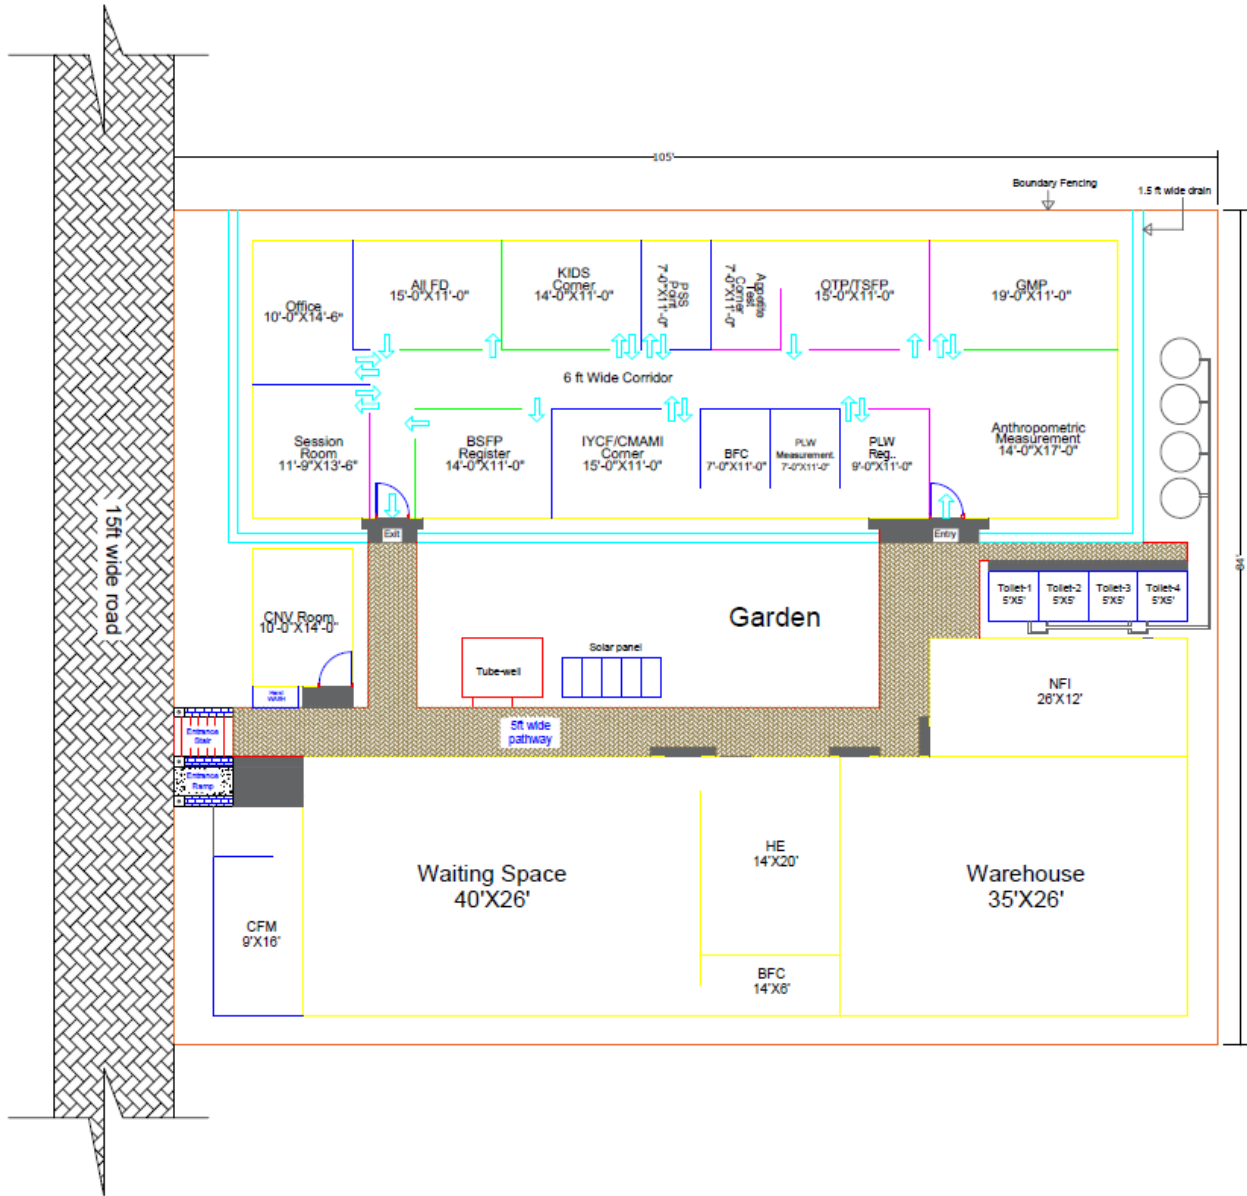 105'
Boundary Fencing
1.5 ft wide drain
Office
10'-0"X14'-6"
All FD
15'-0"X11'-0"
KIDS
Corner
14'-0"X11'-0"
PSS
Point
7'-0"X11'-0"
Appetite
Test
Corner
7'-0"X11'-0"
OTP/TSFP
15'-0"X11'-0"
GMP
19'-0"X11'-0"
6 ft Wide Corridor
Session
Room
11'-9"X13'-6"
BSFP
Register
14'-0"X11'-0"
IYCF/CMAMI
Corner
15'-0"X11'-0"
BFC
7'-0"X11'-0"
PLW
Measurement.
7'-0"X11'-0"
PLW
Reg..
9'-0"X11'-0"
Anthropometric
Measurement
14'-0"X17'-0"
Exit
Entry
84'
15ft wide road
CNV Room
10'-0"X14'-0"
Hand
WASH
Garden
Tube-well
Solar panel
Toilet-1
5'X5'
Toilet-2
5'X5'
Toilet-3
5'X5'
Toilet-4
5'X5'
NFI
26'X12'
Entrance
Stair
5ft wide
pathway
Entrance
Ramp
CFM
9'X16'
Waiting Space
40'X26'
HE
14'X20'
BFC
14'X6'
Warehouse
35'X26'